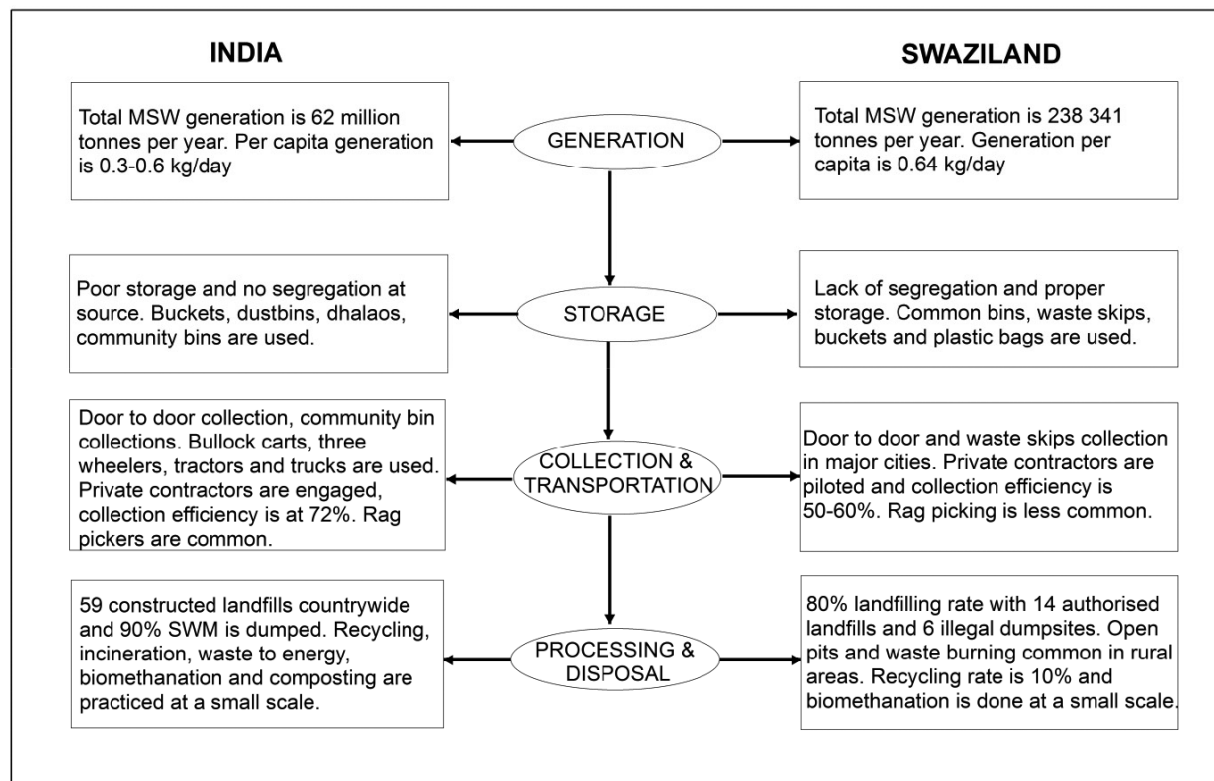 INDIA
SWAZILAND
Total MSW generation is 62 million
tonnes per year. Per capita generation
is 0.3-0.6 kg/day
GENERATION
Total MSW generation is 238 341
tonnes per year. Generation per
capita is 0.64 kg/day
Poor storage and no segregation at
source. Buckets, dustbins, dhalaos,
community bins are used.
STORAGE
Lack of segregation and proper
storage. Common bins, waste skips,
buckets and plastic bags are used.
Door to door collection, community bin
collections. Bullock carts, three
wheelers, tractors and trucks are used.
Private contractors are engaged,
collection efficiency is at 72%. Rag
pickers are common.
COLLECTION &
TRANSPORTATION
Door to door and waste skips collection
in major cities. Private contractors are
piloted and collection efficiency is
50-60%. Rag picking is less common.
59 constructed landfills countrywide
and 90% SWM is dumped. Recycling,
incineration, waste to energy,
biomethanation and composting are
practiced at a small scale.
PROCESSING &
DISPOSAL
80% landfilling rate with 14 authorised
landfills and 6 illegal dumpsites. Open
pits and waste burning common in rural
areas. Recycling rate is 10% and
biomethanation is done at a small scale.